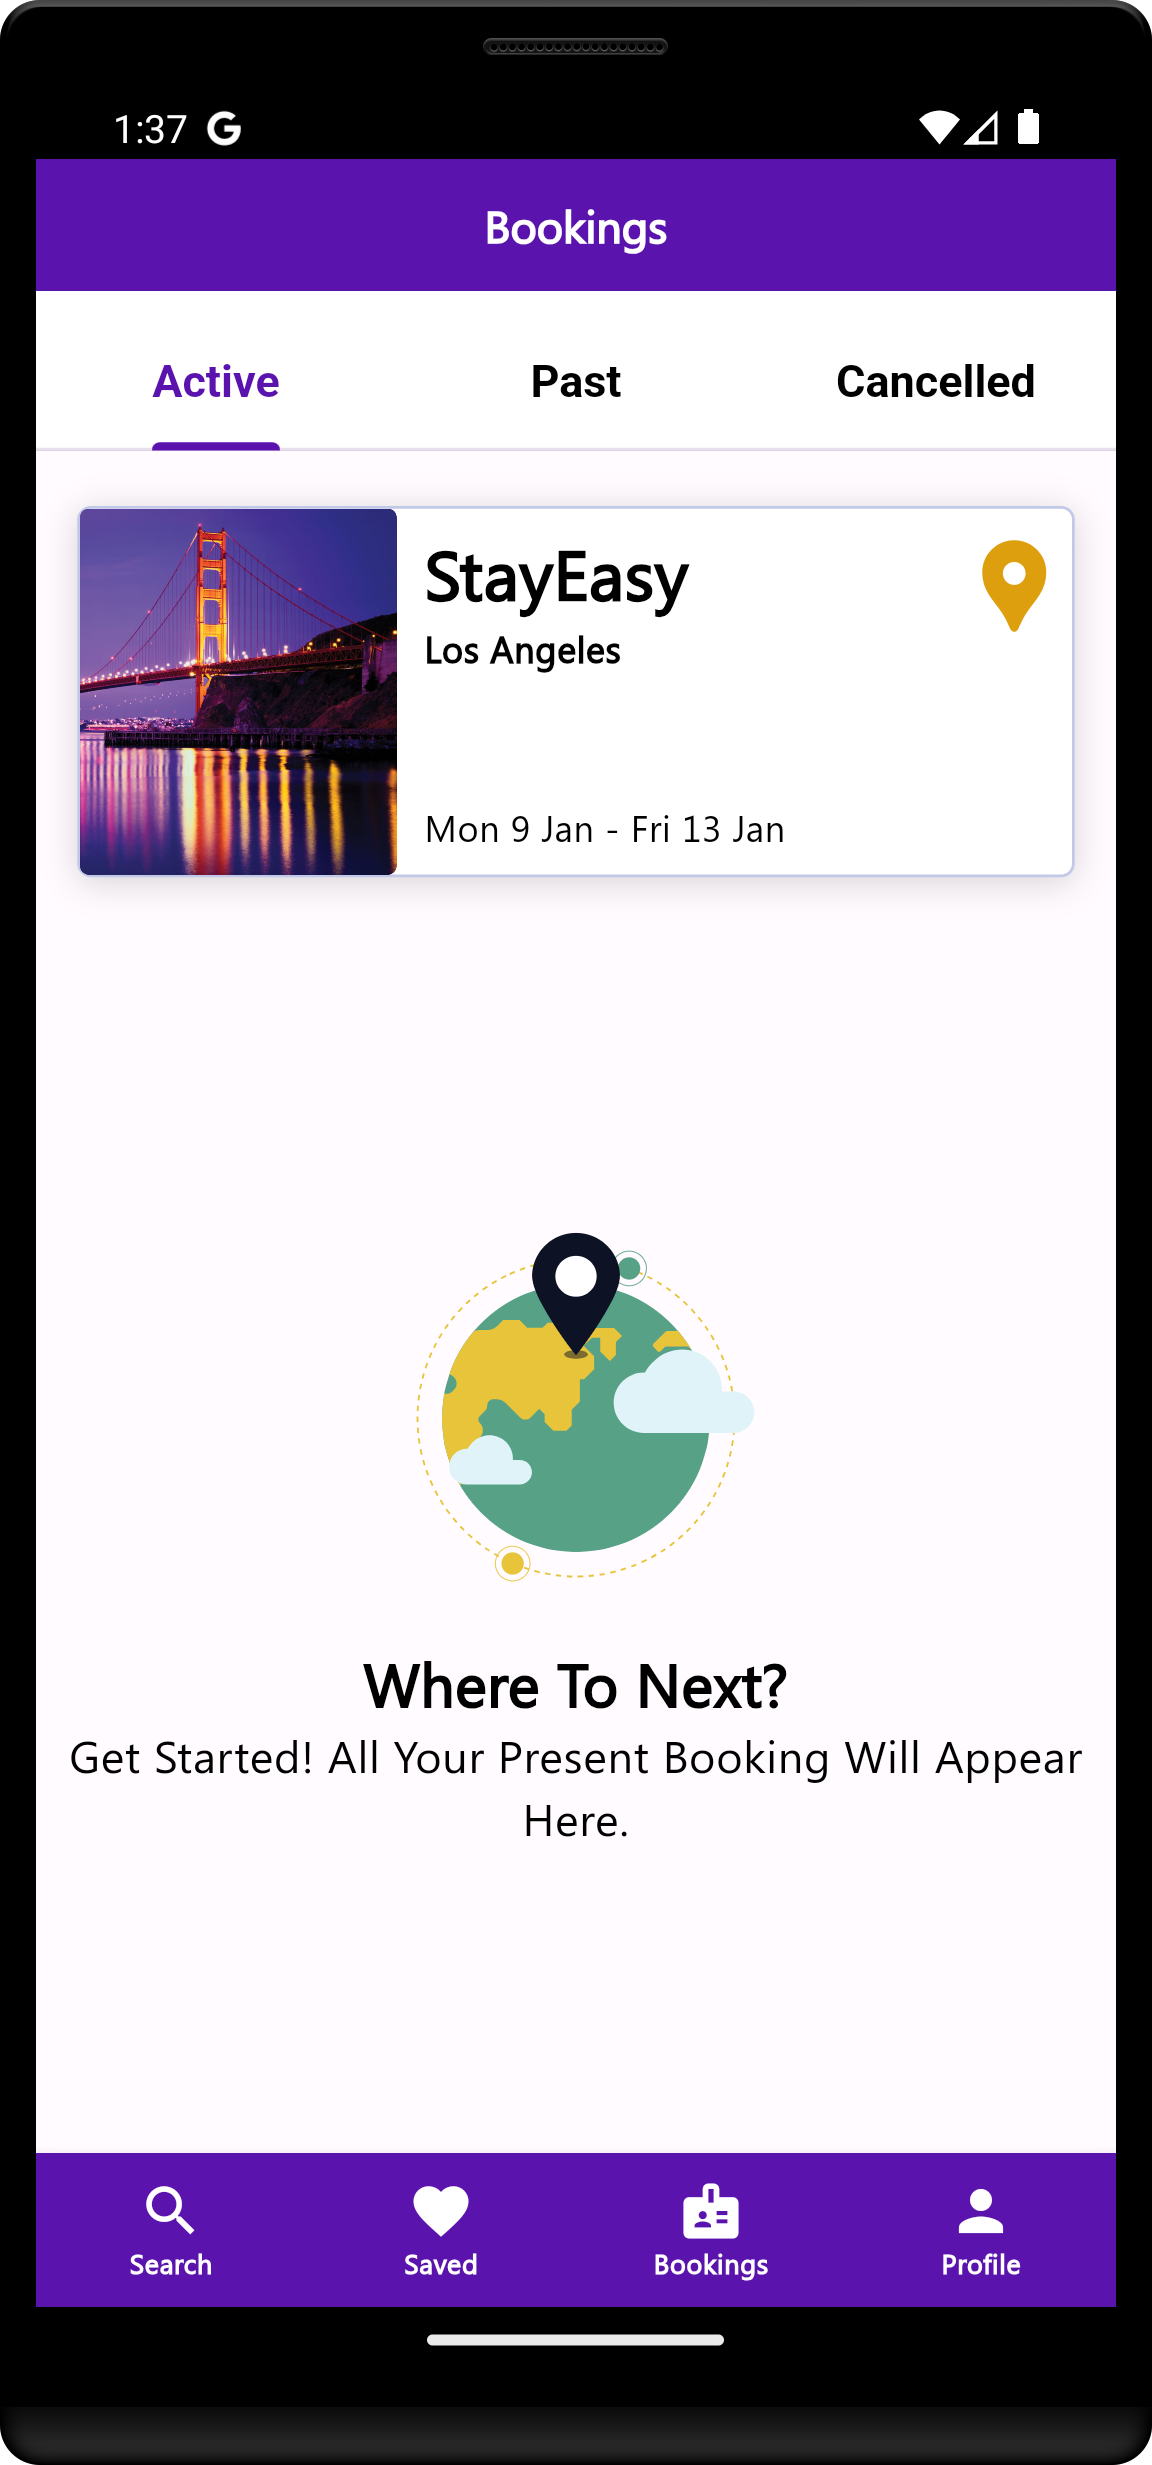 1:37
Bookings
Active Past Cancelled
StayEasy
Los Angeles
Mon 9 Jan - Fri 13 Jan
Where To Next?
Get Started! All Your Present Booking Will Appear
Here.
Search Saved Bookings Profile